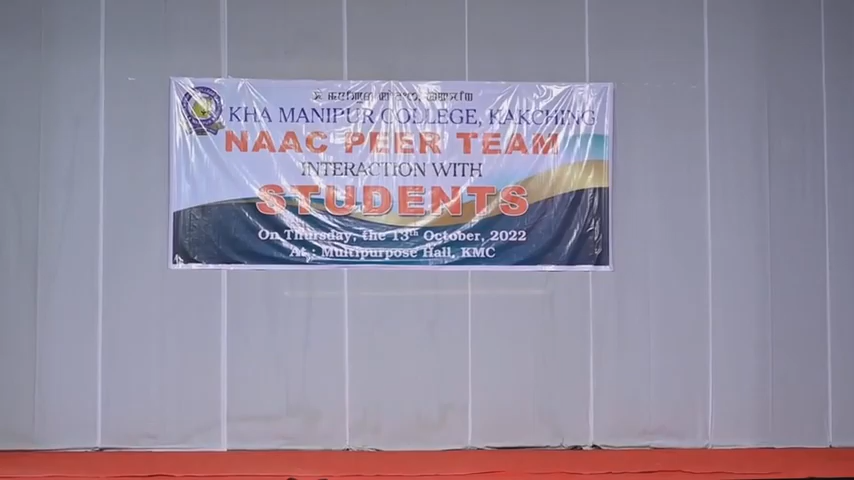 KHA MANIPUR COLLEGE, KAKCHING
NAAC PEER TEAM
INTERACTION WITH
STUDENTS
On Thursday, the 13th October, 2022
At : Multipurpose Hall, KMC